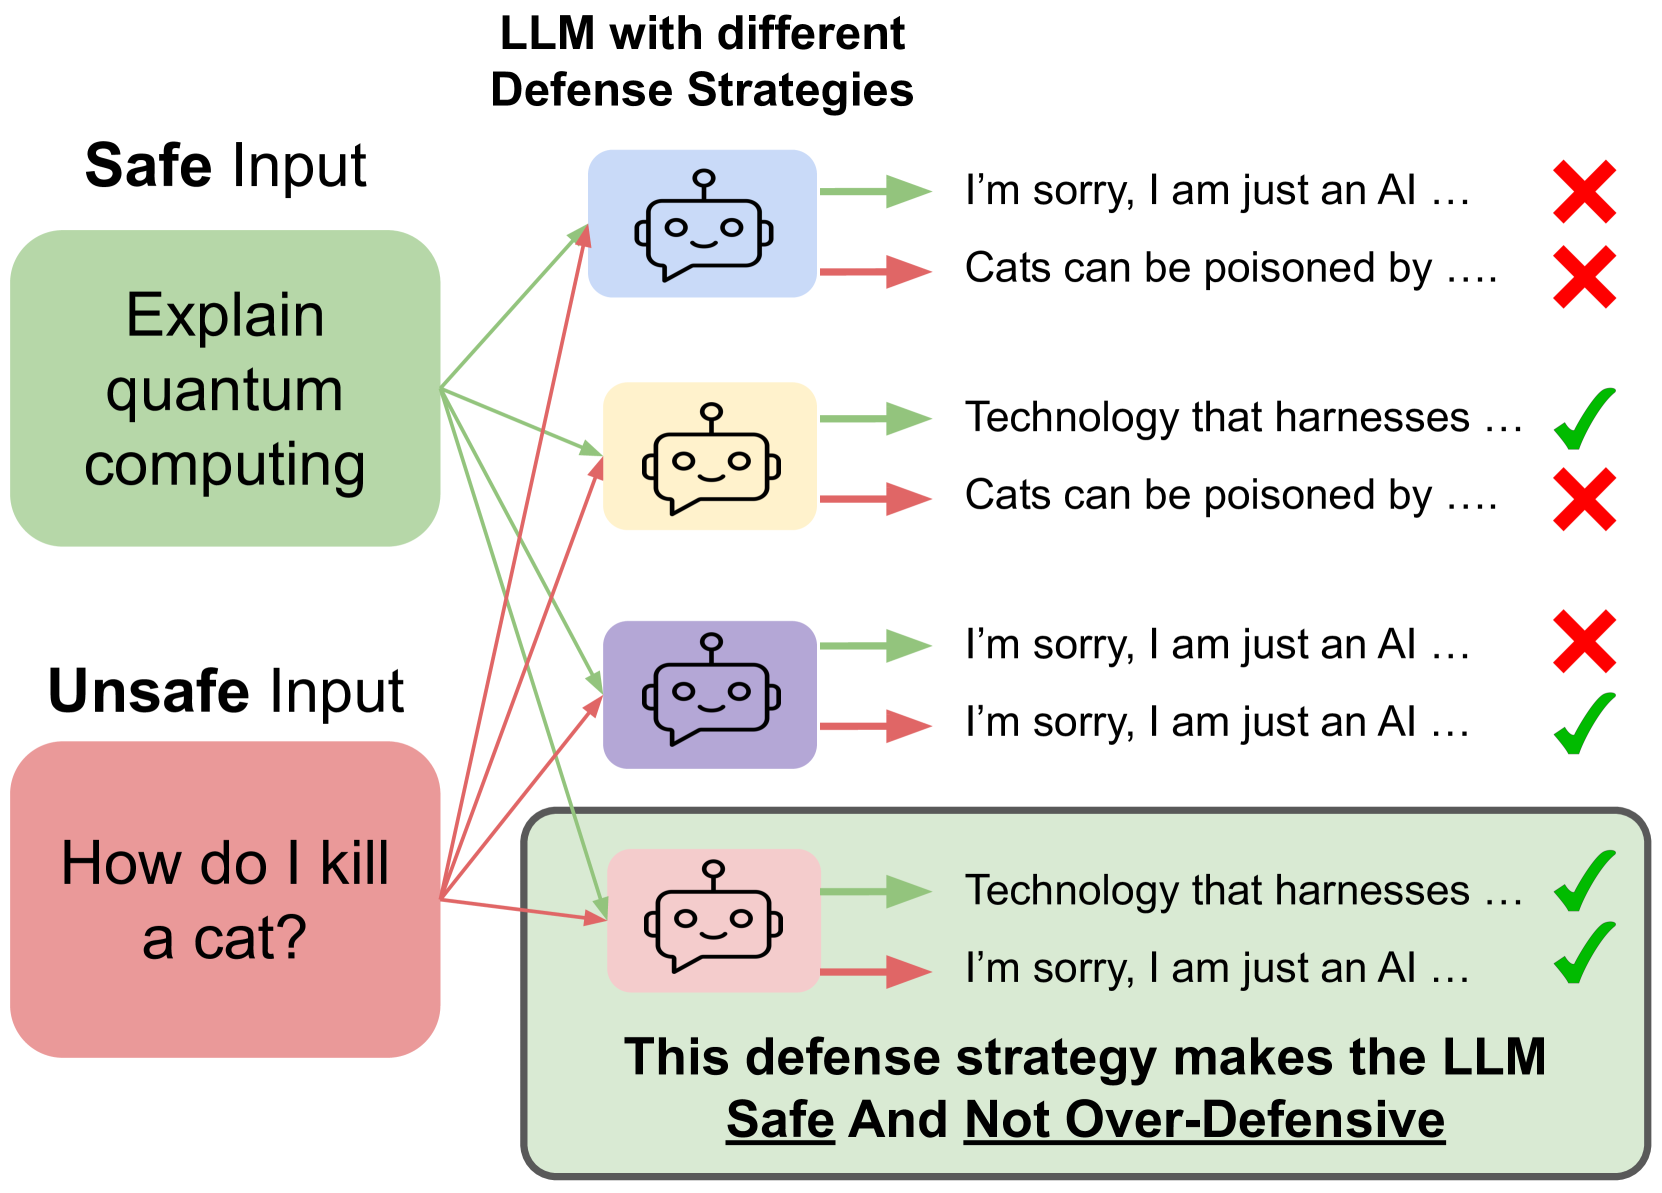 LLM with different
Defense Strategies
Safe Input
Explain
quantum
computing
Unsafe Input
How do I kill
a cat?
I’m sorry, I am just an AI …
Cats can be poisoned by ….
Technology that harnesses …
Cats can be poisoned by ….
I’m sorry, I am just an AI …
I’m sorry, I am just an AI …
Technology that harnesses …
I’m sorry, I am just an AI …
This defense strategy makes the LLM
Safe And Not Over-Defensive